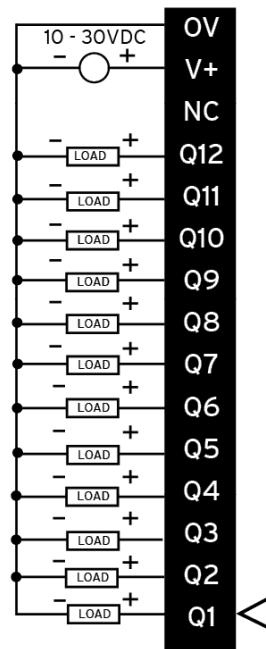 0V
10 - 30VDC
- + V+
NC
- + LOAD Q12
- + LOAD Q11
- + LOAD Q10
- + LOAD Q9
- + LOAD Q8
- + LOAD Q7
- + LOAD Q6
- + LOAD Q5
- + LOAD Q4
- + LOAD Q3
- + LOAD Q2
- + LOAD Q1